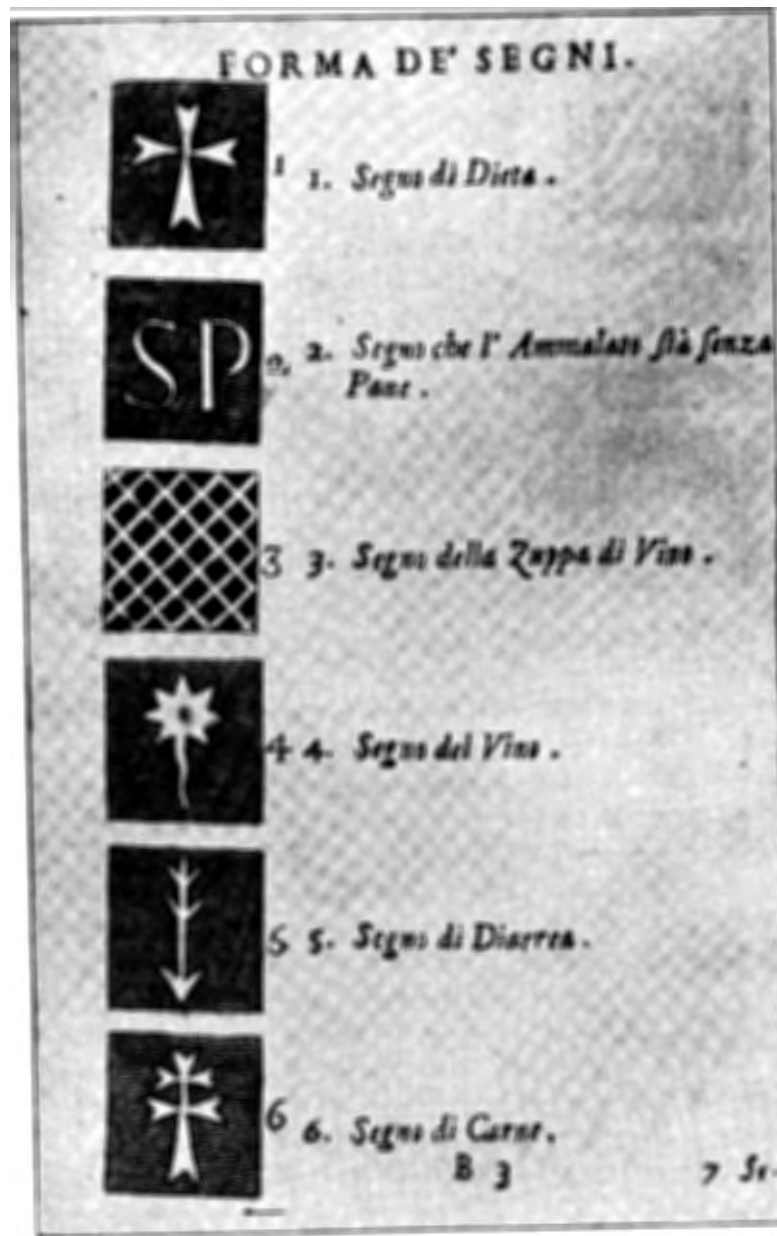 FORMA DE' SEGNI.
1 1. Segno di Dieta.
SP 2. 2. Segno che l' Ammalato stà senza
Pane.
3 3. Segno della Zuppa di Vino.
4 4. Segno del Vino.
5 5. Segno di Diarrea.
6 6. Segno di Carne.
B 3 7 Se-